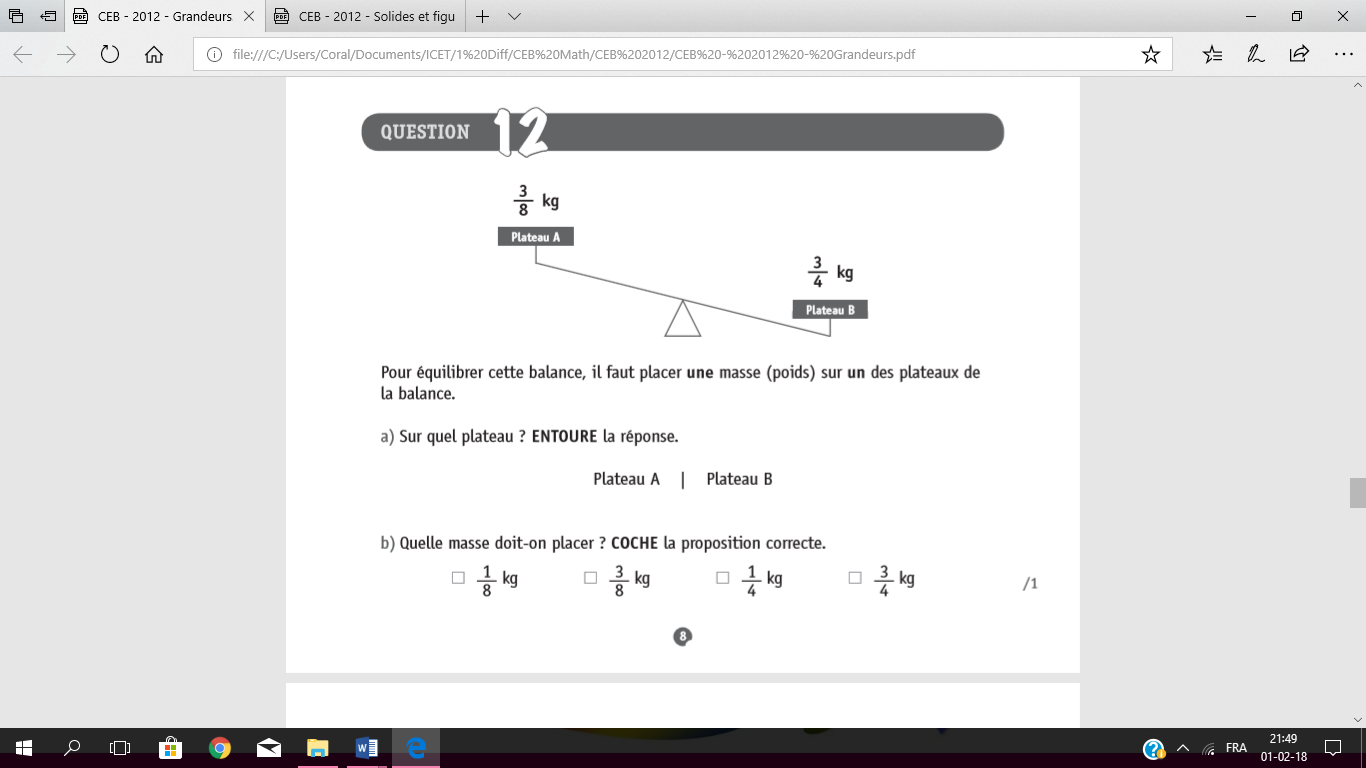 CEB - 2012 - Grandeurs
CEB - 2012 - Solides et figu
file:///C:/Users/Coral/Documents/ICET/1%20Diff/CEB%20Math/CEB%202012/CEB%20-%202012%20-%20Grandeurs.pdf
QUESTION 12
3/8 kg
Plateau A
3/4 kg
Plateau B
Pour équilibrer cette balance, il faut placer une masse (poids) sur un des plateaux de
la balance.
a) Sur quel plateau ? ENTOURE la réponse.
Plateau A | Plateau B
b) Quelle masse doit-on placer ? COCHE la proposition correcte.
□ 1/8 kg □ 3/8 kg □ 1/4 kg □ 3/4 kg /1
8
FRA
21:49
01-02-18